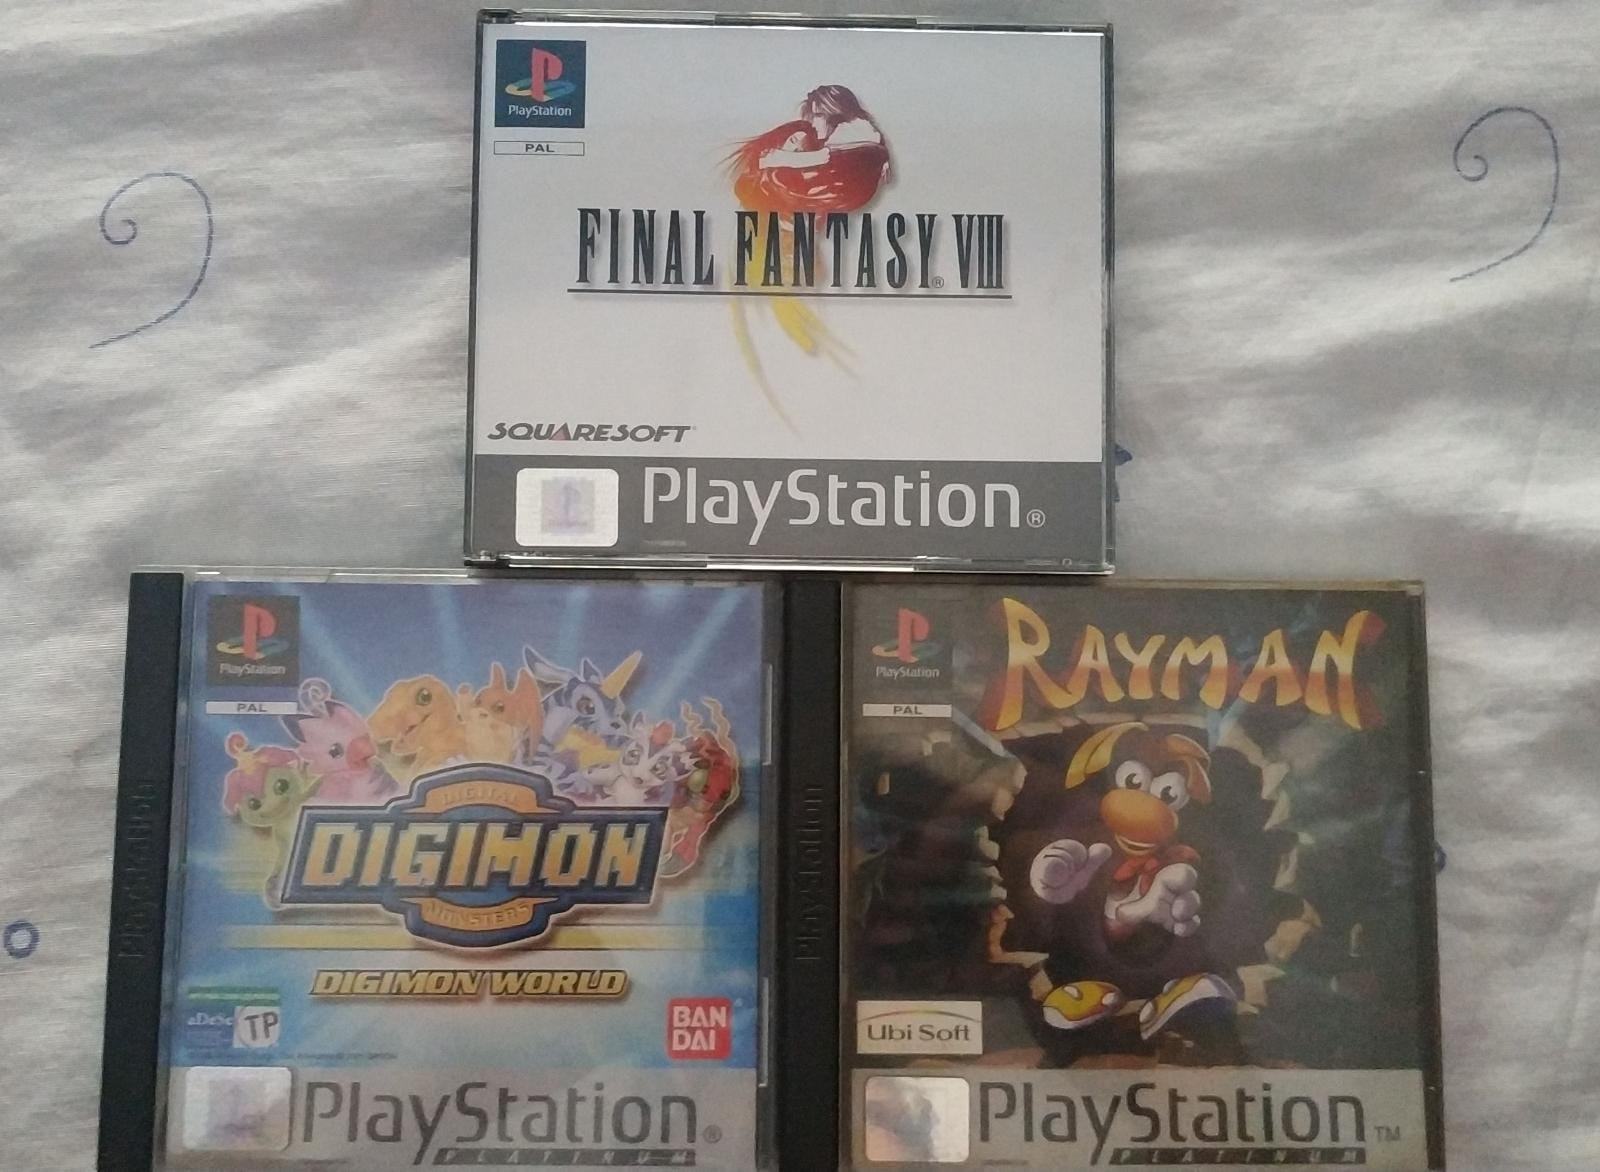 PlayStation
PAL
FINAL FANTASY® VIII
SQUARESOFT
PlayStation®
PlayStation
PlayStation
PAL
DIGITAL
DIGIMON
MONSTERS
DIGIMON WORLD
TP
BAN
DAI
PlayStation®
PLATINUM
PlayStation
PlayStation
PAL
RAYMAN
Ubi Soft
PlayStation™
PLATINUM